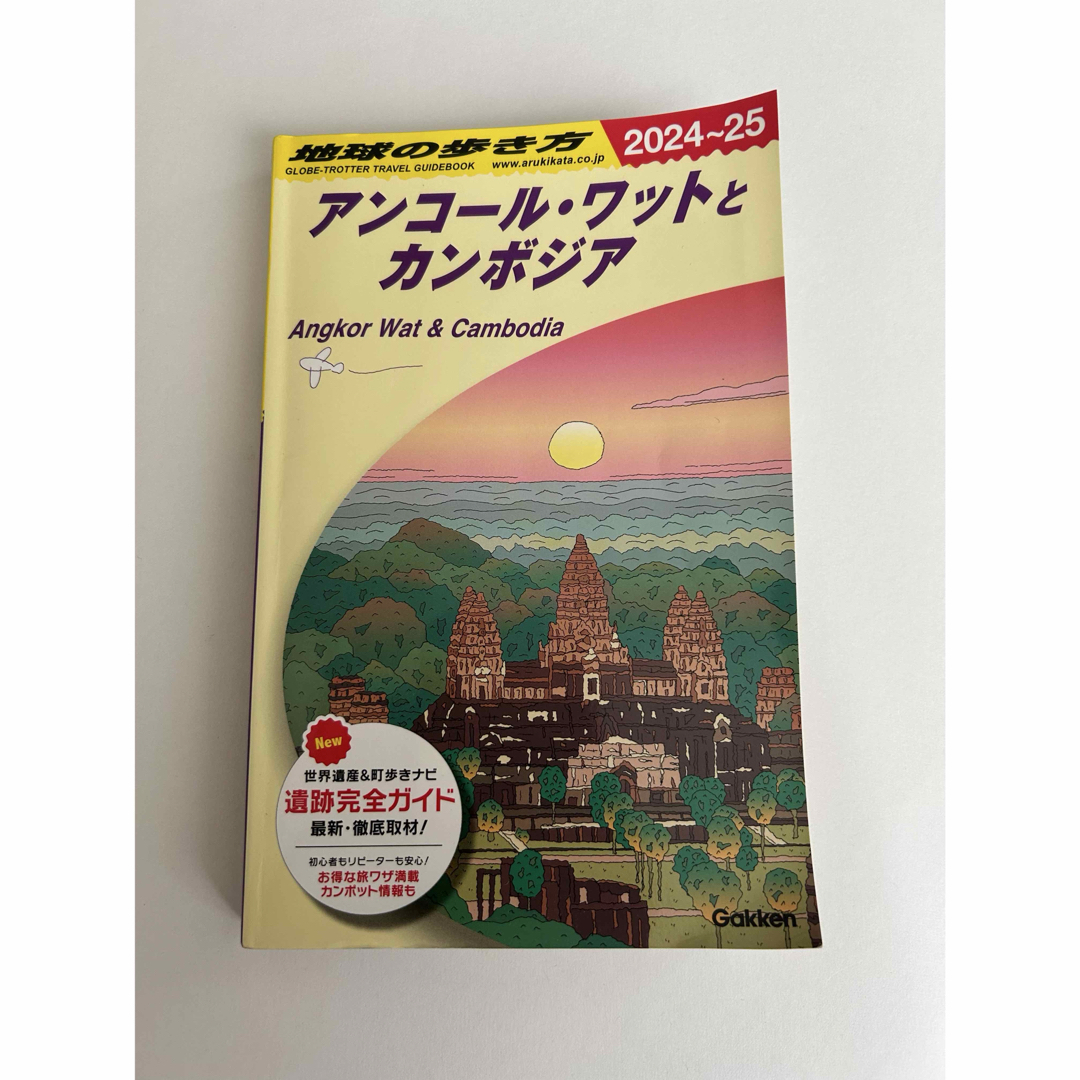 地球の歩き方
2024~25
GLOBE-TROTTER TRAVEL GUIDEBOOK www.arukikata.co.jp
アンコール・ワットと
カンボジア
Angkor Wat & Cambodia
New
世界遺産&町歩きナビ
遺跡完全ガイド
最新・徹底取材!
初心者もリピーターも安心!
お得な旅ワザ満載
カンポット情報も
Gakken